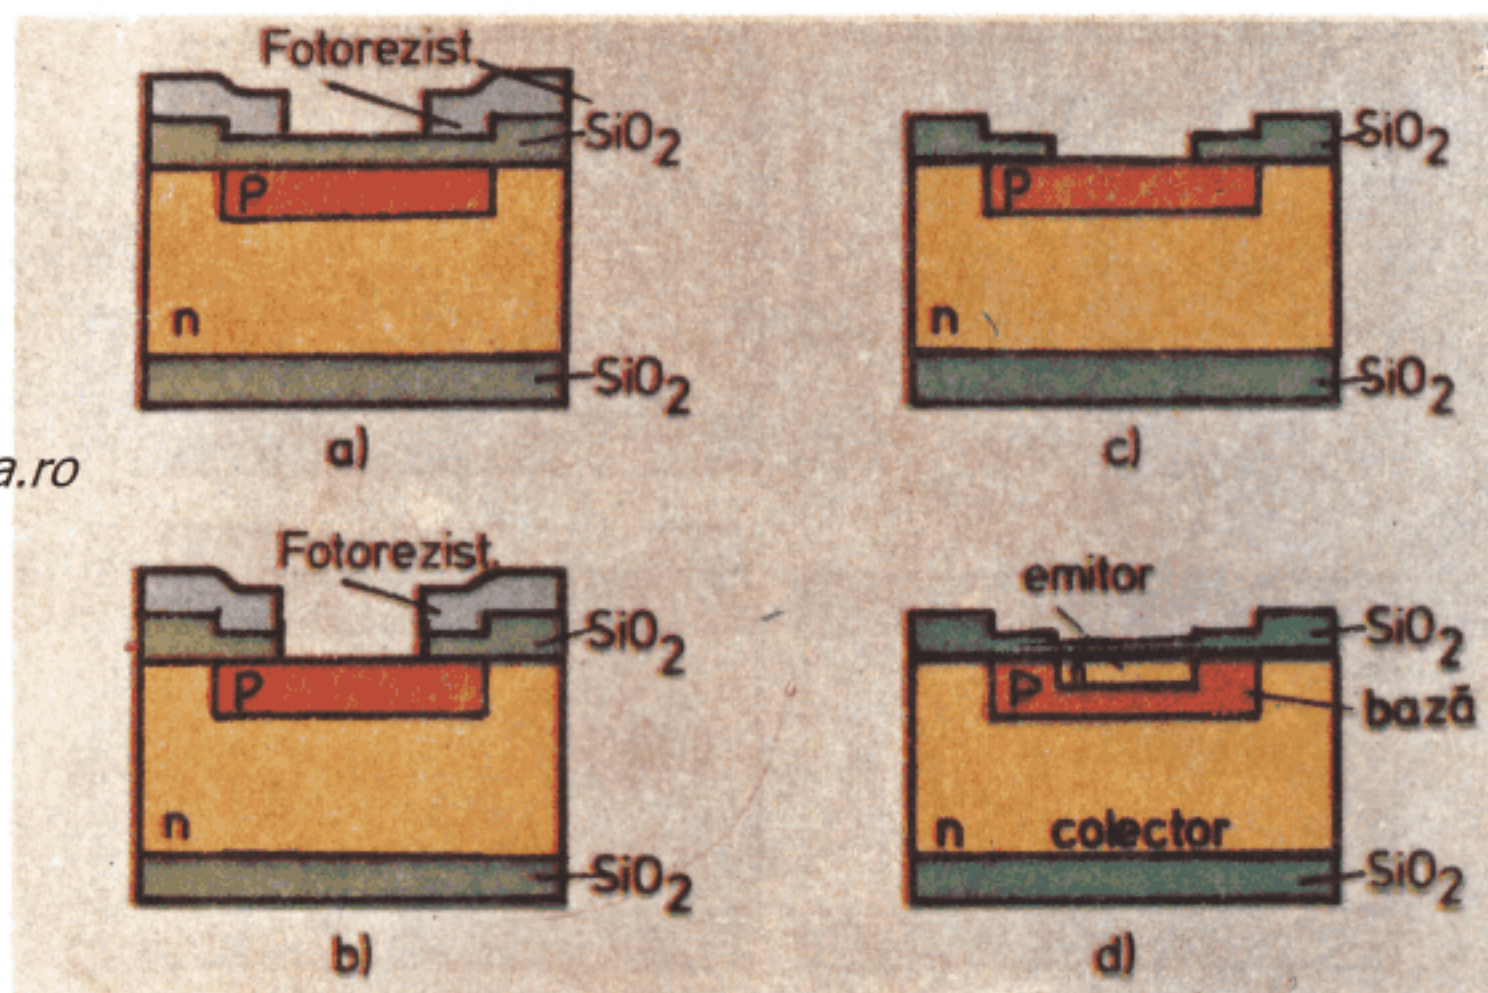 Fotorezist.
SiO2
P
n
SiO2
a)
SiO2
P
n
SiO2
c)
a.ro
Fotorezist.
SiO2
P
n
SiO2
b)
emitor
SiO2
P
n
bază
n
colector
SiO2
d)